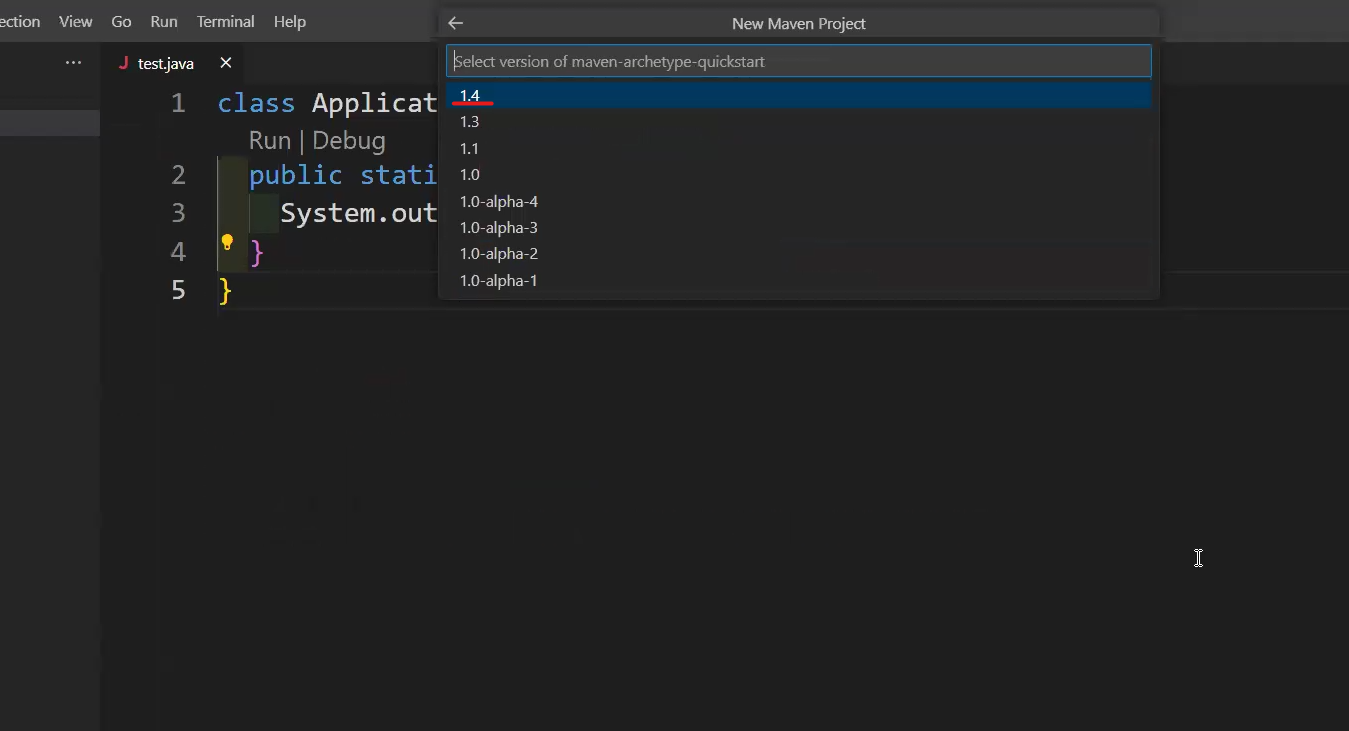 ection View Go Run Terminal Help
New Maven Project
test.java
Select version of maven-archetype-quickstart
1.4
1.3
1.1
1.0
1.0-alpha-4
1.0-alpha-3
1.0-alpha-2
1.0-alpha-1
1 class Applicat
Run | Debug
2 public stati
3 System.out
4 }
5 }